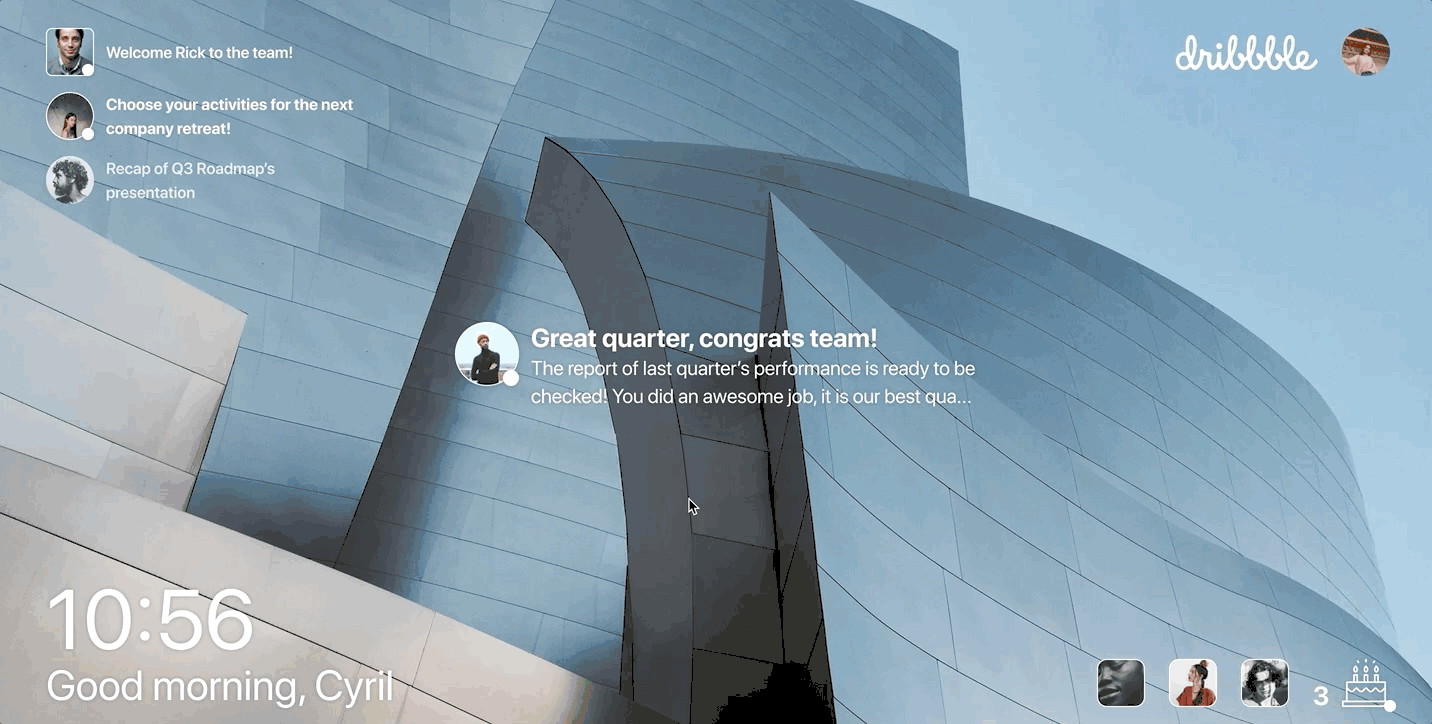 Welcome Rick to the team!
Choose your activities for the next
company retreat!
Recap of Q3 Roadmap's
presentation
dribbble
Great quarter, congrats team!
The report of last quarter's performance is ready to be
checked! You did an awesome job, it is our best qua...
10:56
Good morning, Cyril
3